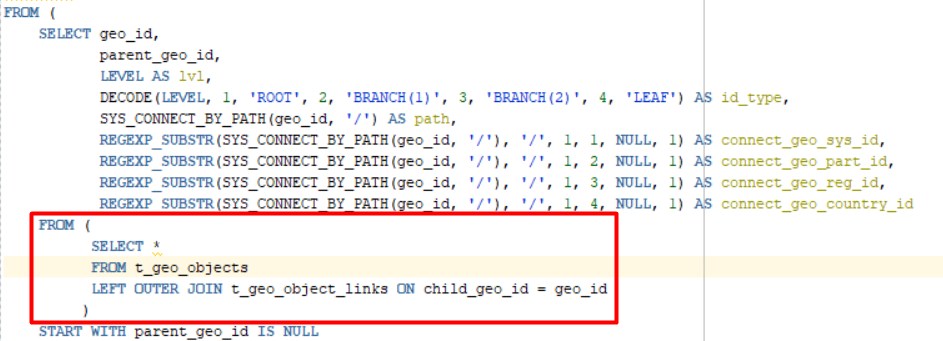 FROM (
SELECT geo_id,
parent_geo_id,
LEVEL AS lvl,
DECODE(LEVEL, 1, 'ROOT', 2, 'BRANCH(1)', 3, 'BRANCH(2)', 4, 'LEAF') AS id_type,
SYS_CONNECT_BY_PATH(geo_id, '/') AS path,
REGEXP_SUBSTR(SYS_CONNECT_BY_PATH(geo_id, '/'), '/', 1, 1, NULL, 1) AS connect_geo_sys_id,
REGEXP_SUBSTR(SYS_CONNECT_BY_PATH(geo_id, '/'), '/', 1, 2, NULL, 1) AS connect_geo_part_id,
REGEXP_SUBSTR(SYS_CONNECT_BY_PATH(geo_id, '/'), '/', 1, 3, NULL, 1) AS connect_geo_reg_id,
REGEXP_SUBSTR(SYS_CONNECT_BY_PATH(geo_id, '/'), '/', 1, 4, NULL, 1) AS connect_geo_country_id
FROM (
SELECT *
FROM t_geo_objects
LEFT OUTER JOIN t_geo_object_links ON child_geo_id = geo_id
)
START WITH parent_geo_id IS NULL